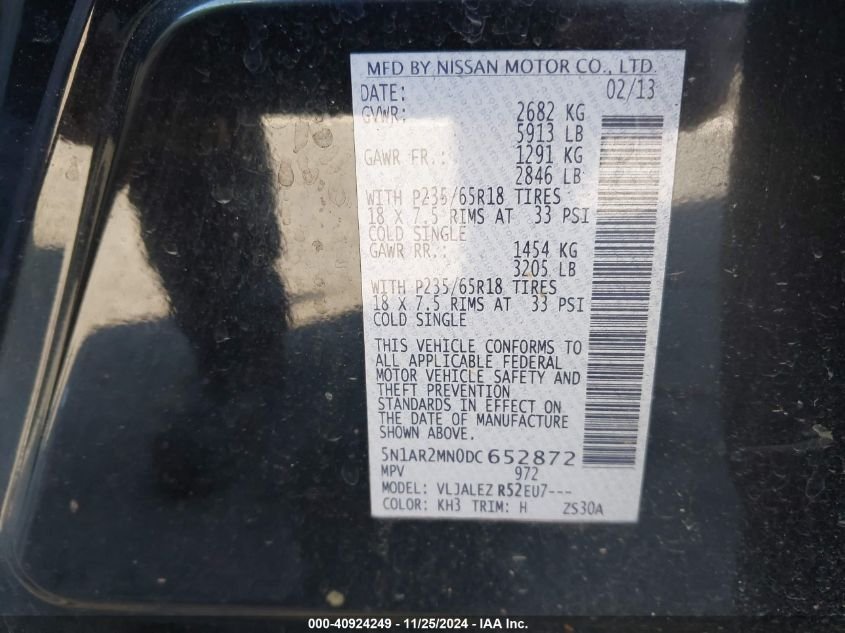 MFD BY NISSAN MOTOR CO., LTD.
DATE: 02/13
GVWR: 2682 KG
5913 LB
GAWR FR.: 1291 KG
2846 LB
WITH P235/65R18 TIRES
18 X 7.5 RIMS AT 33 PSI
COLD SINGLE
GAWR RR.: 1454 KG
3205 LB
WITH P235/65R18 TIRES
18 X 7.5 RIMS AT 33 PSI
COLD SINGLE
THIS VEHICLE CONFORMS TO
ALL APPLICABLE FEDERAL
MOTOR VEHICLE SAFETY AND
THEFT PREVENTION
STANDARDS IN EFFECT ON
THE DATE OF MANUFACTURE
SHOWN ABOVE
5N1AR2MN0DC652872
MPV 972
MODEL: VLJALEZ R52EU7---
COLOR: KH3 TRIM: H ZS30A
000-40924249 - 11/25/2024 - IAA Inc.